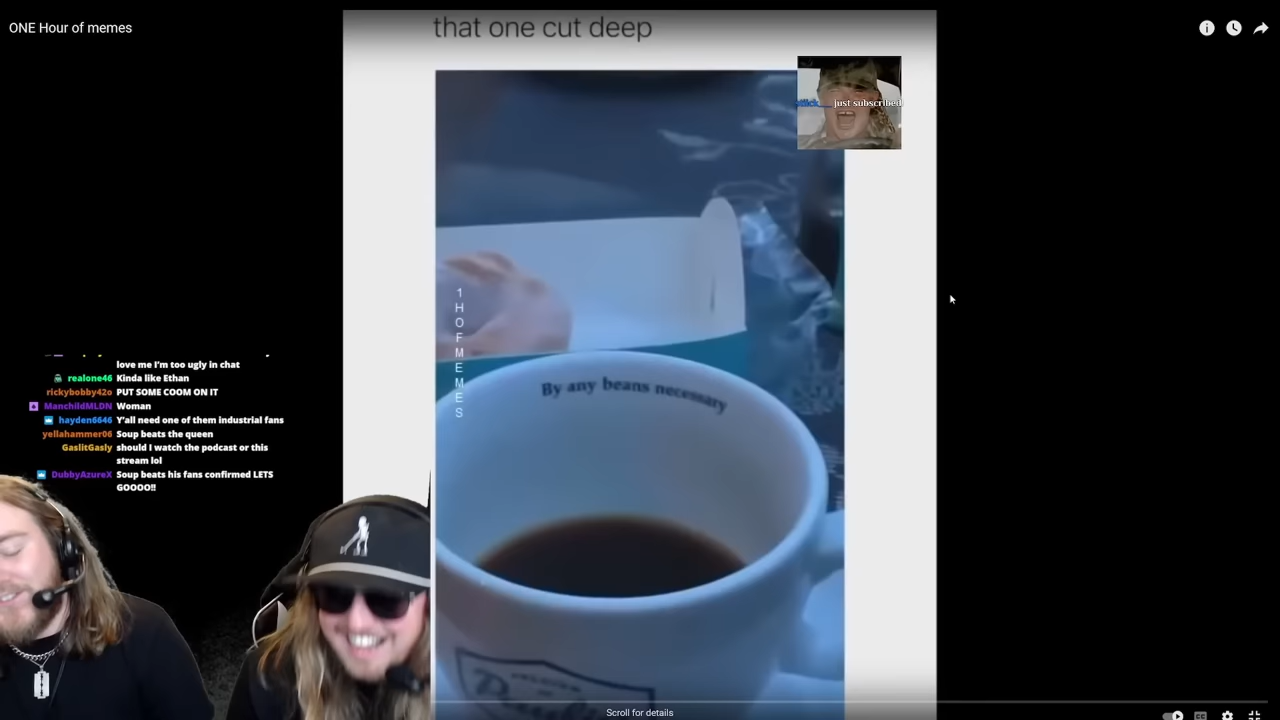 ONE Hour of memes
that one cut deep
just subscribed
1
H
O
F
M
E
M
E
S
By any beans necessary
love me I'm too ugly in chat
realone46 Kinda like Ethan
rickybobby42o PUT SOME COOM ON IT
ManchildMLDN Woman
hayden6646 Y'all need one of them industrial fans
yellahammer06 Soup beats the queen
GaslitGasly should I watch the podcast or this
stream lol
DubbyAzureX Soup beats his fans confirmed LETS
GOOOO!!
Scroll for details